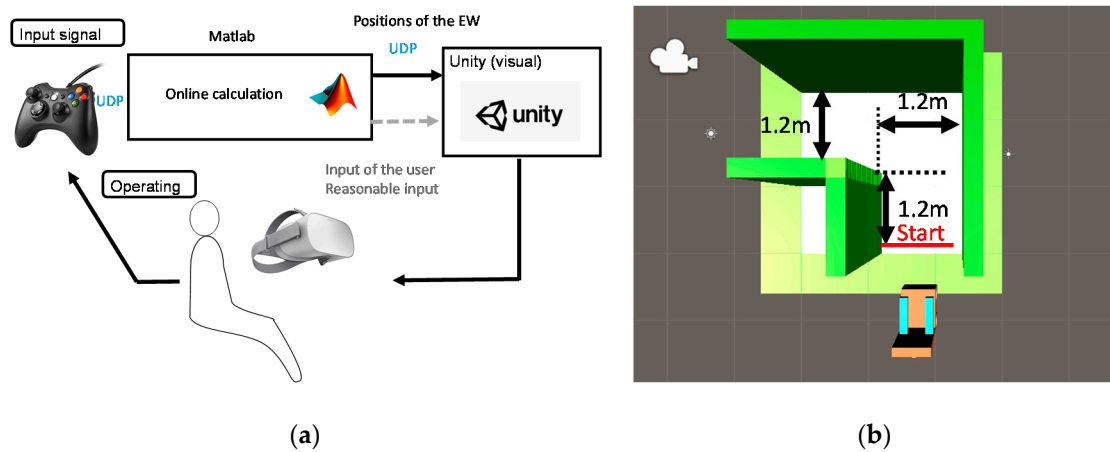 Input signal
UDP
Matlab
Online calculation
Positions of the EW
UDP
Unity (visual)
unity
Input of the user
Reasonable input
Operating
(a)
1.2m
1.2m
1.2m
Start
(b)